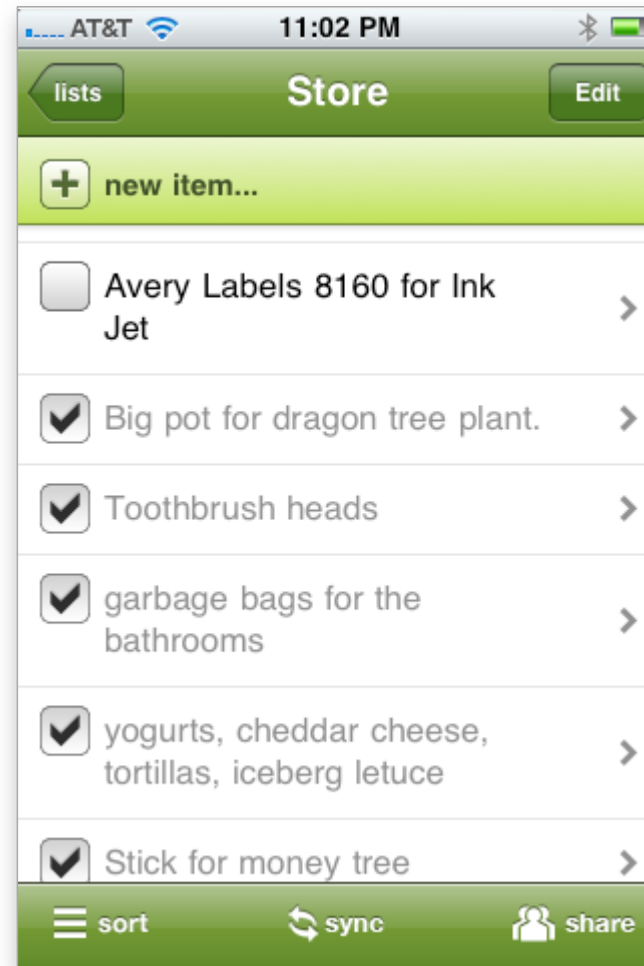 AT&T 11:02 PM
lists Store Edit
new item...
Avery Labels 8160 for Ink
Jet
Big pot for dragon tree plant.
Toothbrush heads
garbage bags for the
bathrooms
yogurts, cheddar cheese,
tortillas, iceberg letuce
Stick for money tree
sort sync share